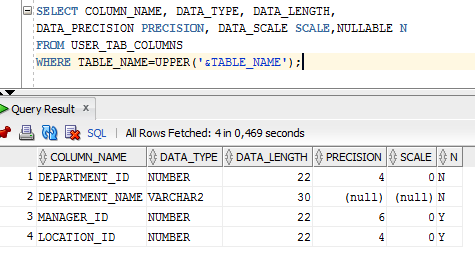 SELECT COLUMN_NAME, DATA_TYPE, DATA_LENGTH,
DATA_PRECISION PRECISION, DATA_SCALE SCALE,NULLABLE N
FROM USER_TAB_COLUMNS
WHERE TABLE_NAME=UPPER('&TABLE_NAME');
Query Result x
SQL | All Rows Fetched: 4 in 0,469 seconds
COLUMN_NAME DATA_TYPE DATA_LENGTH PRECISION SCALE N
1 DEPARTMENT_ID NUMBER 22 4 0 N
2 DEPARTMENT_NAME VARCHAR2 30 (null) (null) N
3 MANAGER_ID NUMBER 22 6 0 Y
4 LOCATION_ID NUMBER 22 4 0 Y